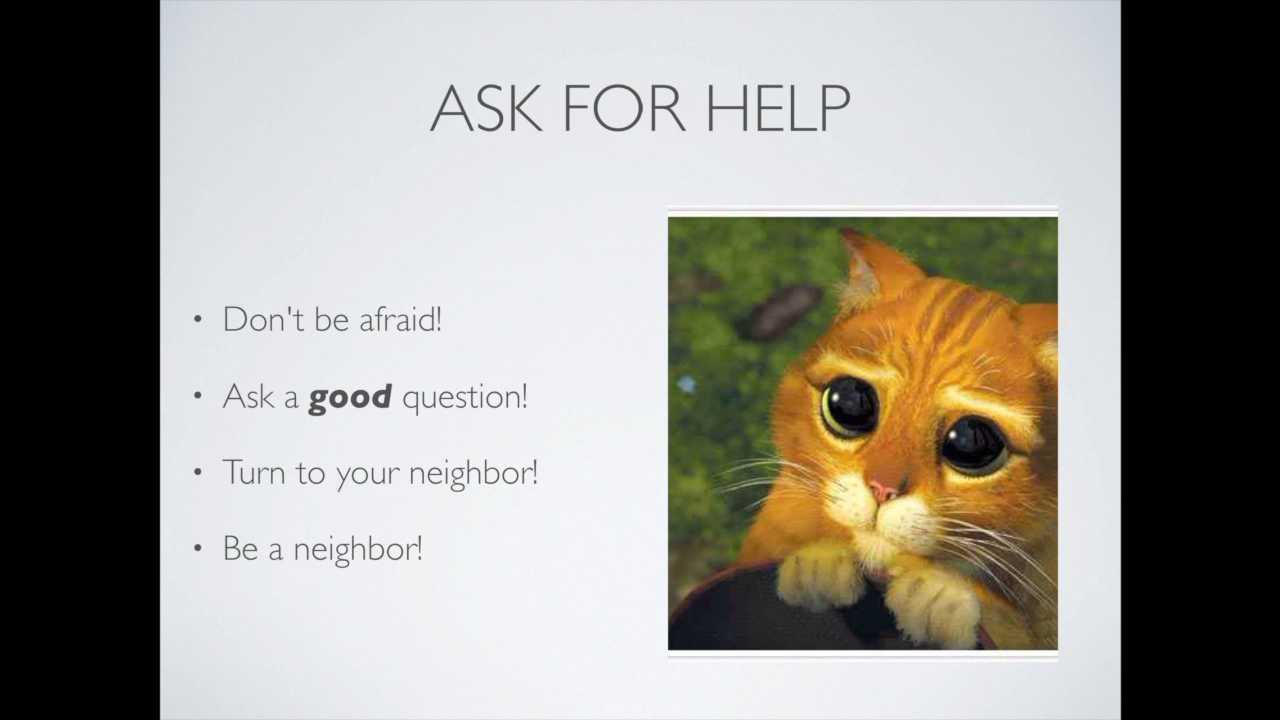 ASK FOR HELP
• Don't be afraid!
• Ask a good question!
• Turn to your neighbor!
• Be a neighbor!